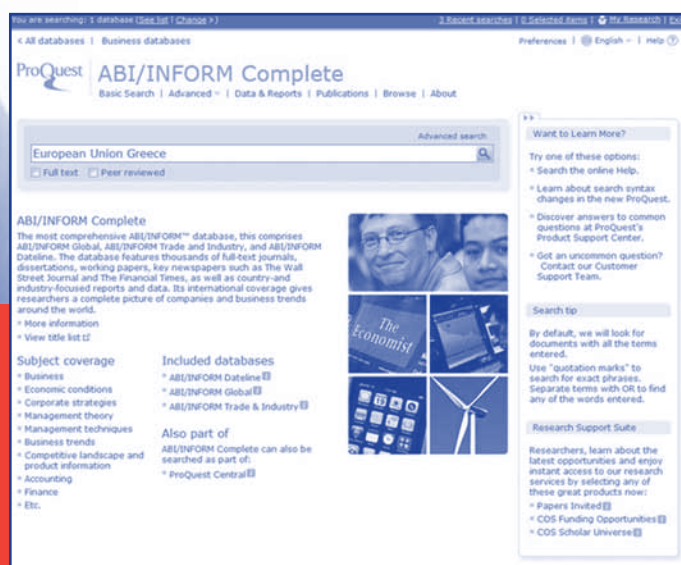 You are searching: 1 database (See list | Change >)
3 Recent searches | 0 Selected items | My Research | Exit
< All databases | Business databases
Preferences | English | Help ?
ProQuest
ABI/INFORM Complete
Basic Search | Advanced | Data & Reports | Publications | Browse | About
Advanced search
European Union Greece
Full text Peer reviewed
ABI/INFORM Complete
The most comprehensive ABI/INFORM™ database, this comprises
ABI/INFORM Global, ABI/INFORM Trade and Industry, and ABI/INFORM
Dateline. The database features thousands of full-text journals,
dissertations, working papers, key newspapers such as The Wall
Street Journal and The Financial Times, as well as country-and
industry-focused reports and data. Its international coverage gives
researchers a complete picture of companies and business trends
around the world.
More information
View title list
Subject coverage
Business
Economic conditions
Corporate strategies
Management theory
Management techniques
Business trends
Competitive landscape and
product information
Accounting
Finance
Etc.
Included databases
ABI/INFORM Dateline
ABI/INFORM Global
ABI/INFORM Trade & Industry
Also part of
ABI/INFORM Complete can also be
searched as part of:
ProQuest Central
The
Economist
Want to Learn More?
Try one of these options:
Search the online Help.
Learn about search syntax
changes in the new ProQuest.
Discover answers to common
questions at ProQuest's
Product Support Center.
Got an uncommon question?
Contact our Customer
Support Team.
Search tip
By default, we will look for
documents with all the terms
entered.
Use "quotation marks" to
search for exact phrases.
Separate terms with OR to find
any of the words entered.
Research Support Suite
Researchers, learn about the
latest opportunities and enjoy
instant access to our research
services by selecting any of
these great products now:
Papers Invited
COS Funding Opportunities
COS Scholar Universe